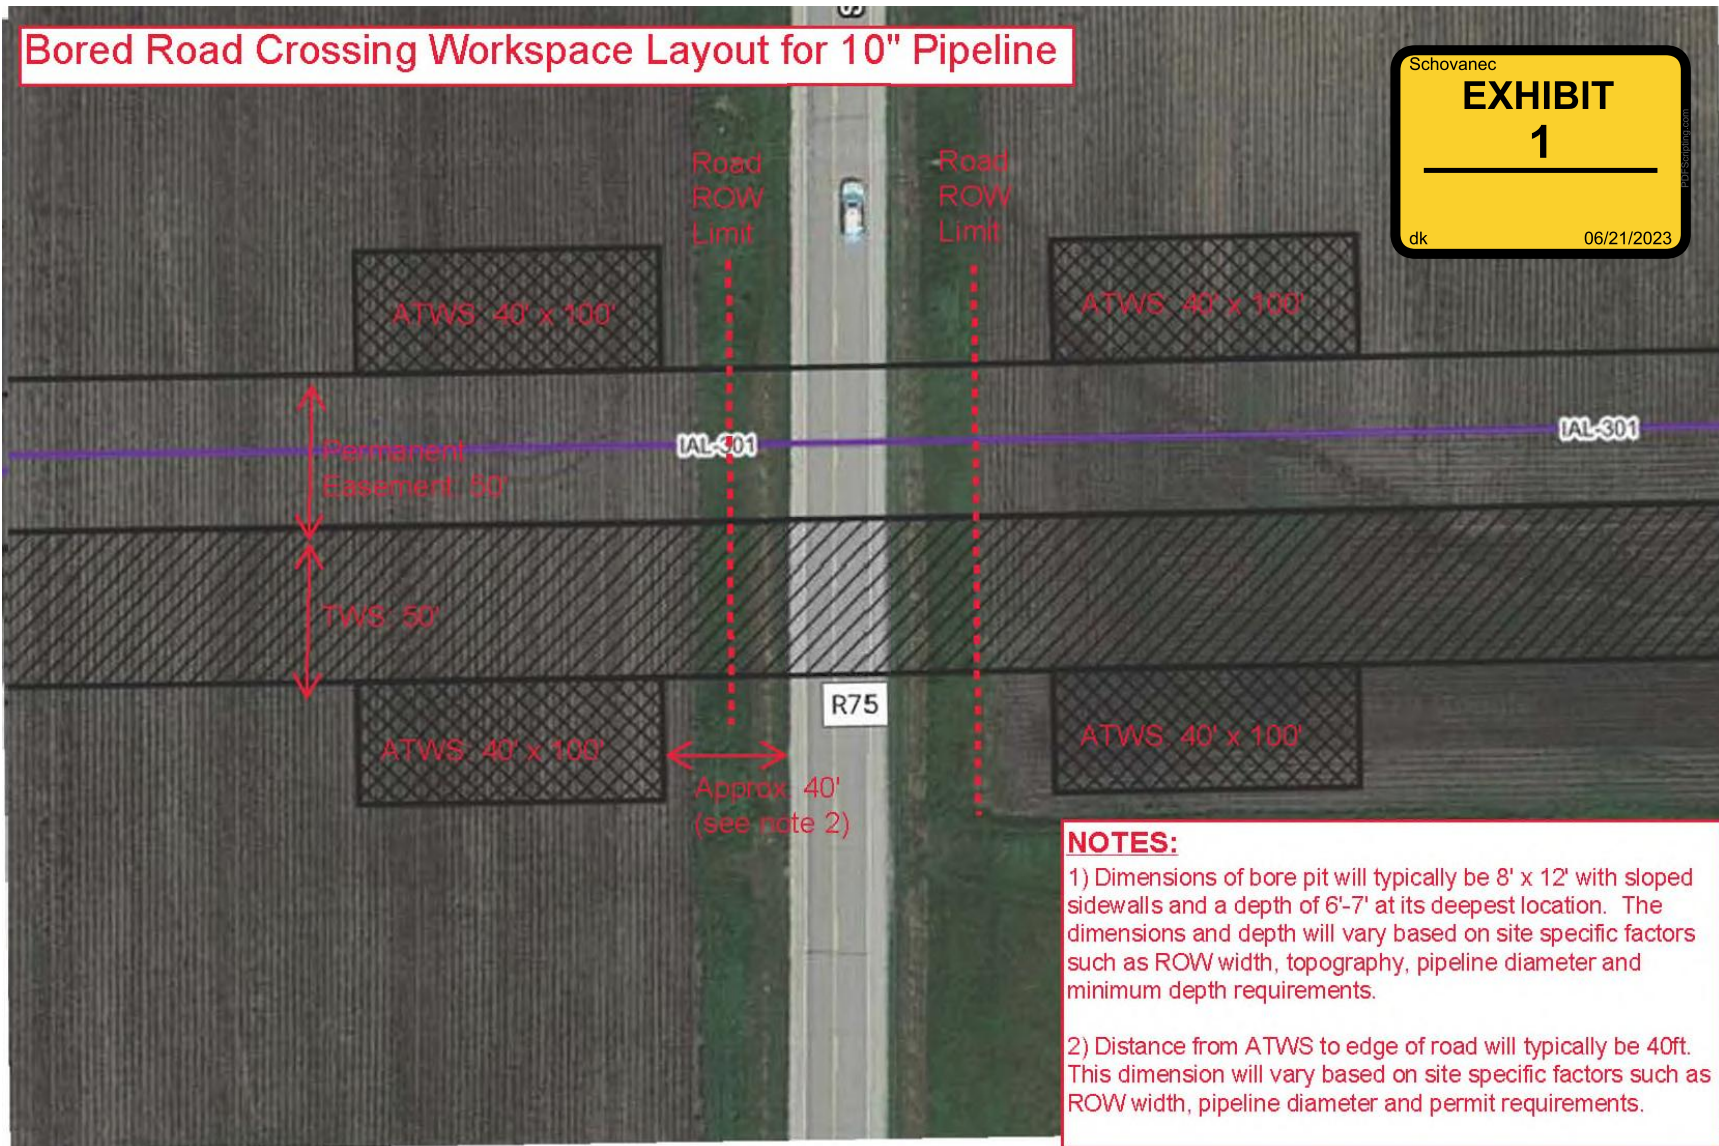 S
Bored Road Crossing Workspace Layout for 10" Pipeline
Schovanec
EXHIBIT
1
dk
06/21/2023
PDFScripting.com
Road
ROW
Limit
Road
ROW
Limit
ATWS: 40' x 100'
ATWS: 40' x 100'
IAL-301
IAL-301
Permanent
Easement: 50'
TWS: 50'
R75
ATWS: 40' x 100'
ATWS: 40' x 100'
Approx. 40'
(see note 2)
NOTES:
1) Dimensions of bore pit will typically be 8' x 12' with sloped
sidewalls and a depth of 6'-7' at its deepest location. The
dimensions and depth will vary based on site specific factors
such as ROW width, topography, pipeline diameter and
minimum depth requirements.
2) Distance from ATWS to edge of road will typically be 40ft.
This dimension will vary based on site specific factors such as
ROW width, pipeline diameter and permit requirements.